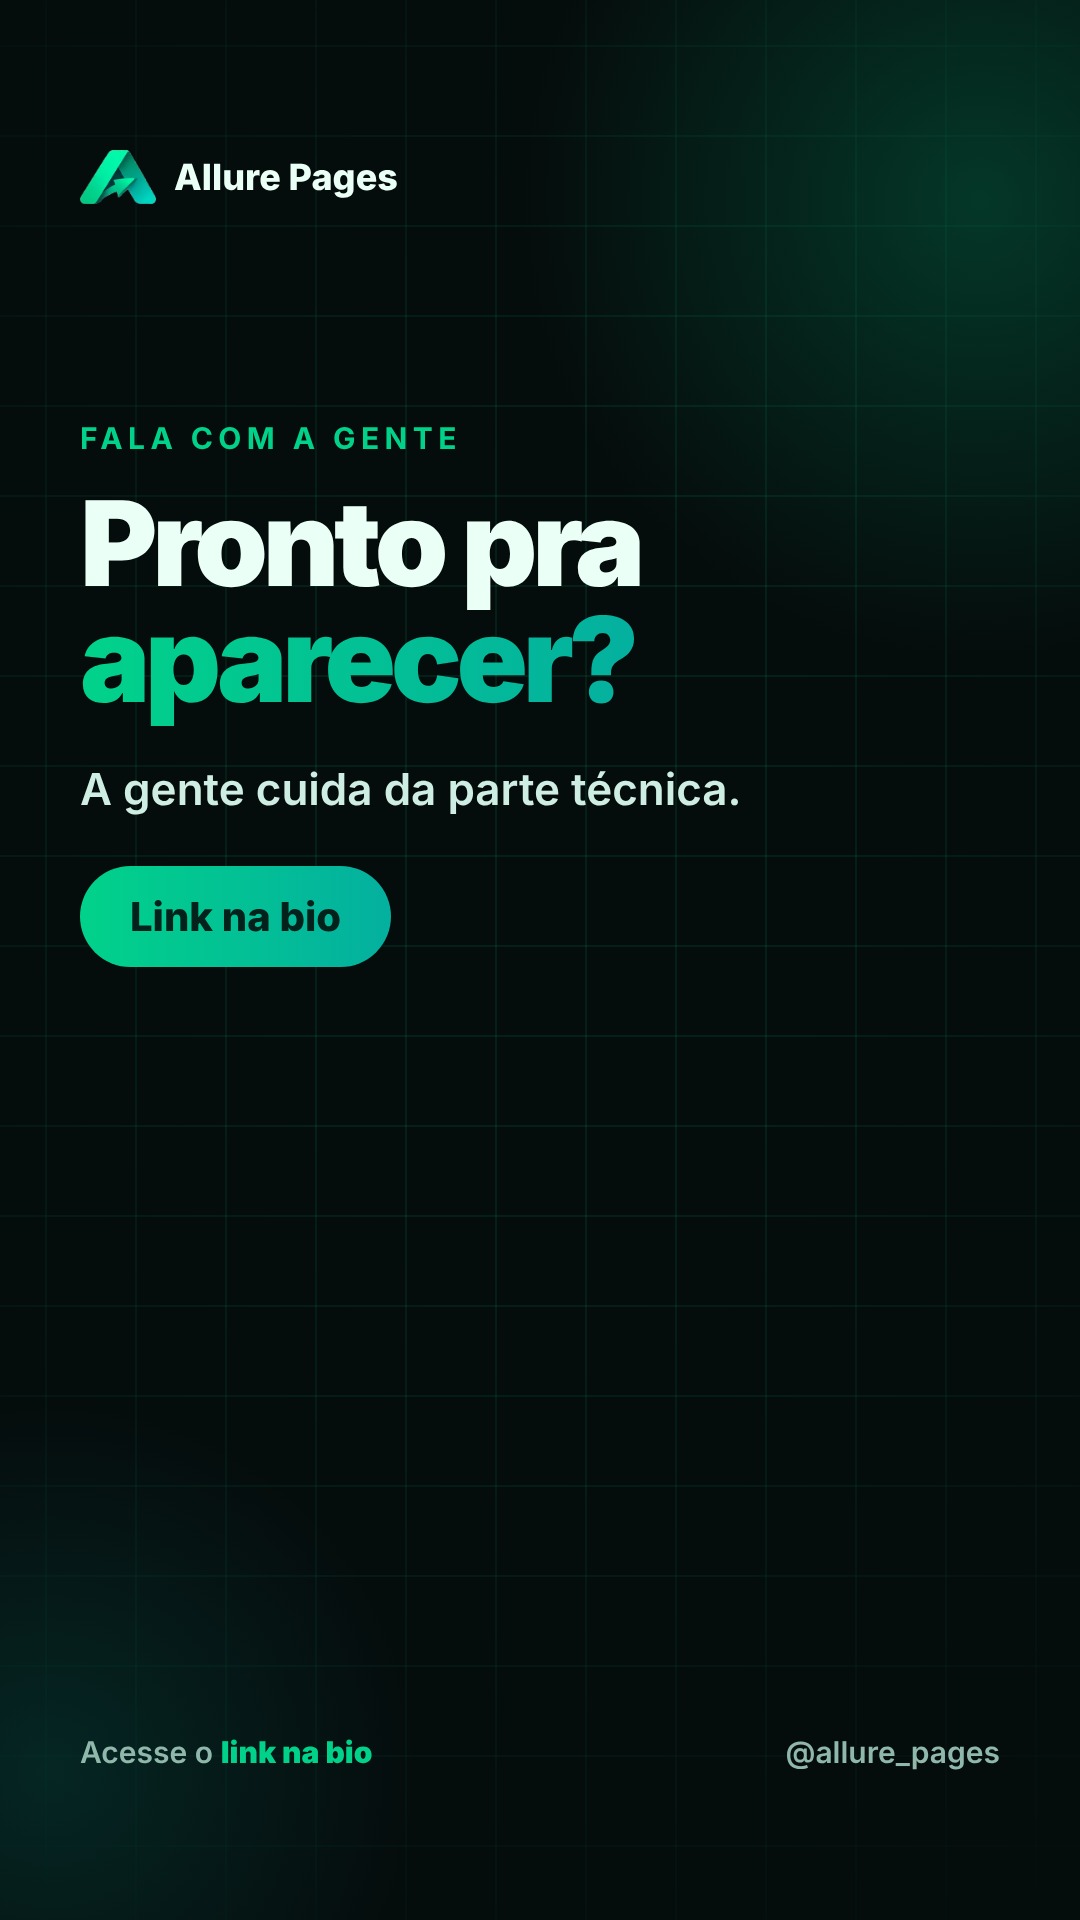 Allure Pages
FALA COM A GENTE
Pronto pra
aparecer?
A gente cuida da parte técnica.
Link na bio
Acesse o link na bio
@allure_pages